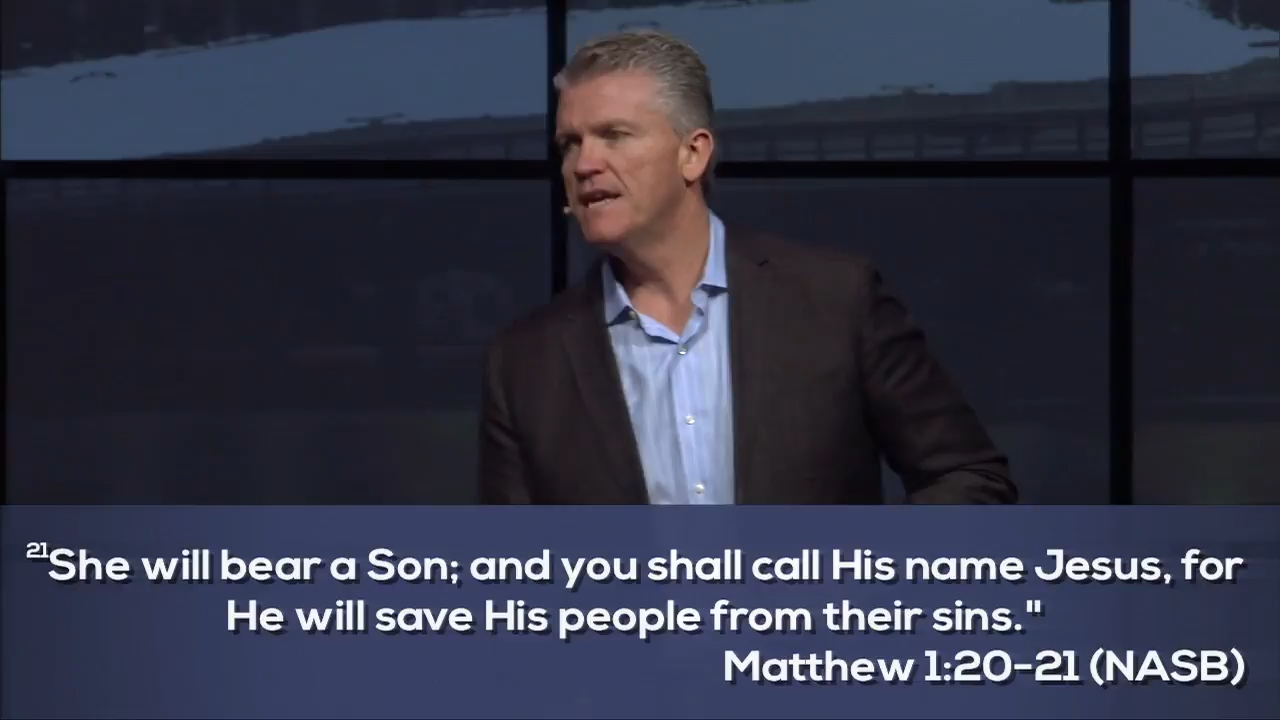 ²¹She will bear a Son; and you shall call His name Jesus, for
He will save His people from their sins."
Matthew 1:20-21 (NASB)